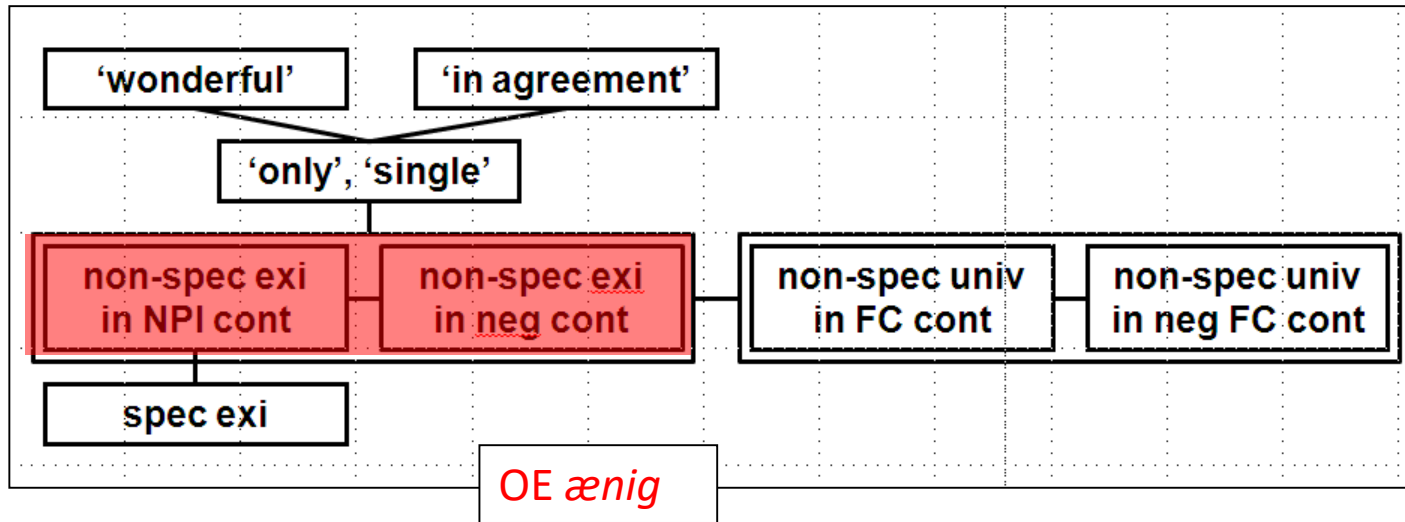 ‘wonderful’
‘in agreement’
‘only’, ‘single’
non-spec exi
in NPI cont
non-spec exi
in neg cont
non-spec univ
in FC cont
non-spec univ
in neg FC cont
spec exi
OE ænig